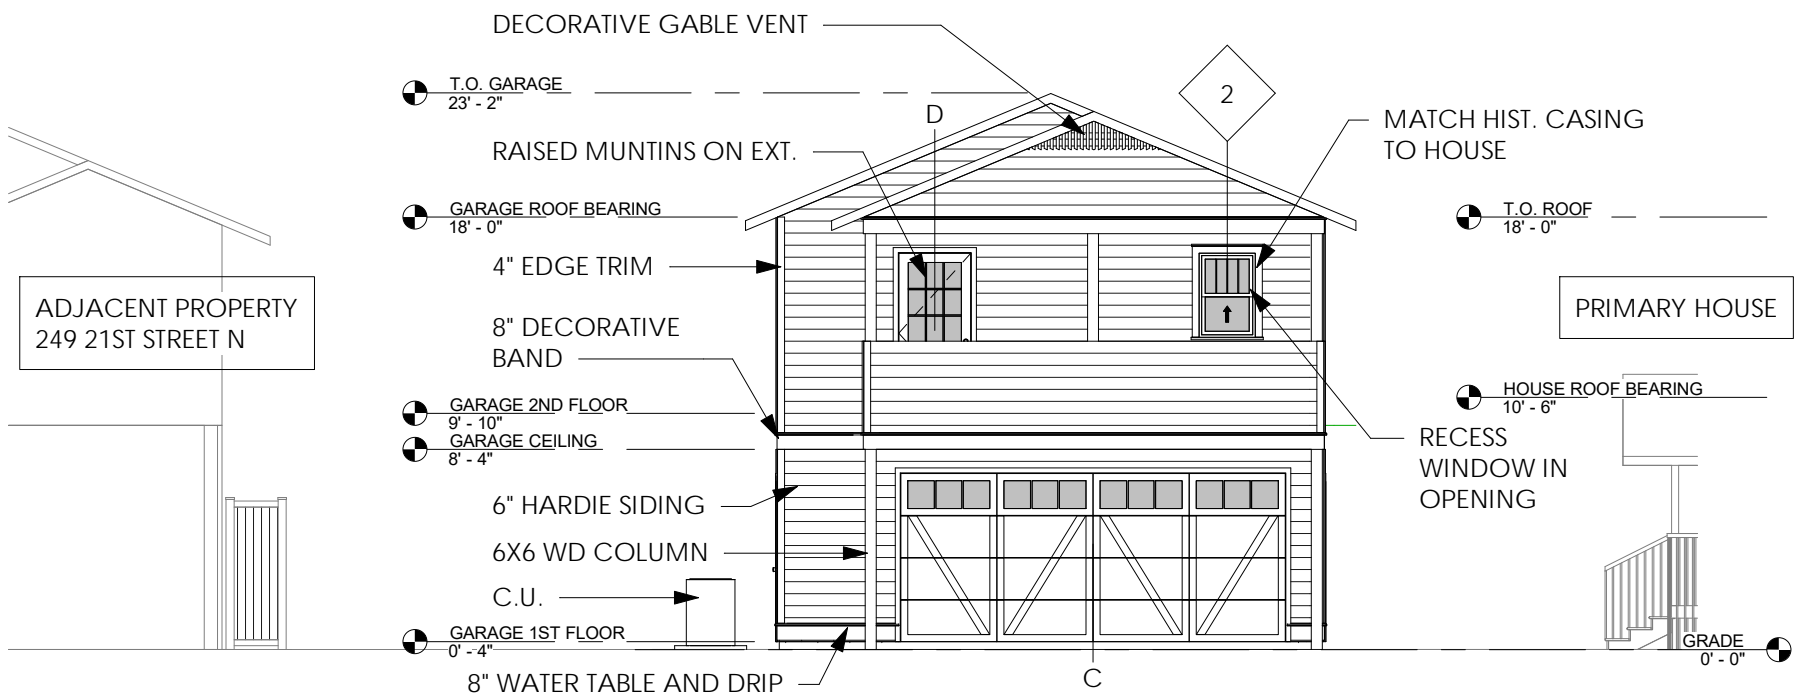 DECORATIVE GABLE VENT
T.O. GARAGE
23' - 2"
2
D
MATCH HIST. CASING
TO HOUSE
RAISED MUNTINS ON EXT.
GARAGE ROOF BEARING
18' - 0"
T.O. ROOF
18' - 0"
4" EDGE TRIM
ADJACENT PROPERTY
249 21ST STREET N
PRIMARY HOUSE
8" DECORATIVE
BAND
HOUSE ROOF BEARING
10' - 6"
GARAGE 2ND FLOOR
9' - 10"
GARAGE CEILING
8' - 4"
RECESS
WINDOW IN
OPENING
6" HARDIE SIDING
6X6 WD COLUMN
C.U.
GARAGE 1ST FLOOR
0' - 4"
GRADE
0' - 0"
8" WATER TABLE AND DRIP
C